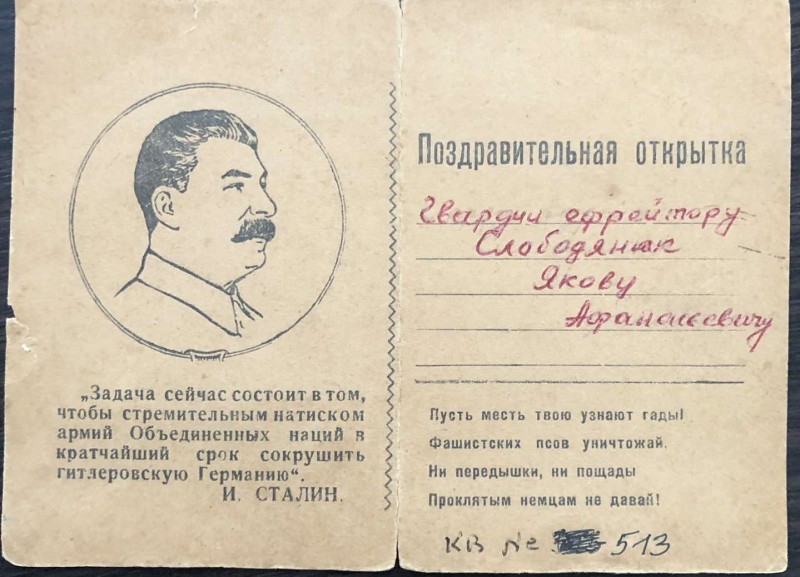 „Задача сейчас состоит в том,
чтобы стремительным натиском
армий Объединенных наций в
кратчайший срок сокрушить
гитлеровскую Германию“.
И. СТАЛИН.
Поздравительная открытка
Гвардии ефрейтору
Слободянюк
Якову
Афанасьевичу
Пусть месть твою узнают гады!
Фашистских псов уничтожай.
Ни передышки, ни пощады
Проклятым немцам не давай!
КВ № 513